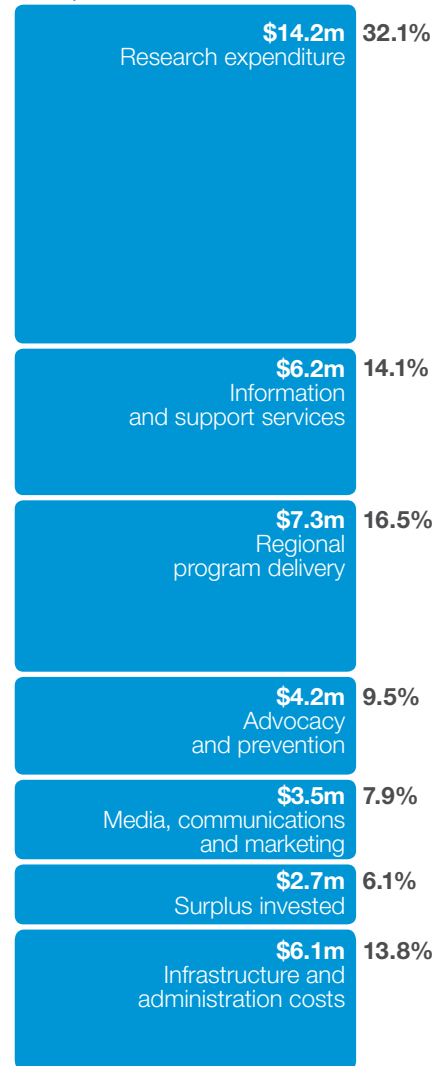 $14.2m 32.1%
Research expenditure
$6.2m 14.1%
Information
and support services
$7.3m 16.5%
Regional
program delivery
$4.2m 9.5%
Advocacy
and prevention
$3.5m 7.9%
Media, communications
and marketing
$2.7m 6.1%
Surplus invested
$6.1m 13.8%
Infrastructure and
administration costs